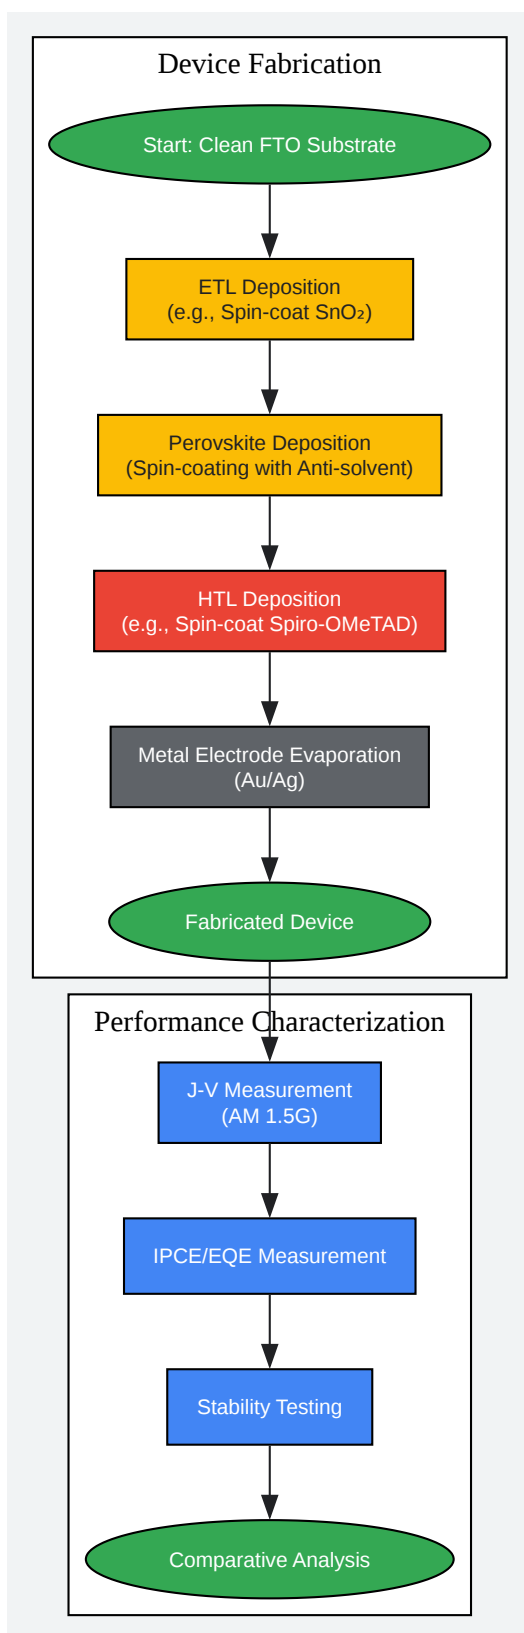 Device Fabrication
Start: Clean FTO Substrate
ETL Deposition
(e.g., Spin-coat SnO₂)
Perovskite Deposition
(Spin-coating with Anti-solvent)
HTL Deposition
(e.g., Spin-coat Spiro-OMeTAD)
Metal Electrode Evaporation
(Au/Ag)
Fabricated Device
Performance Characterization
J-V Measurement
(AM 1.5G)
IPCE/EQE Measurement
Stability Testing
Comparative Analysis